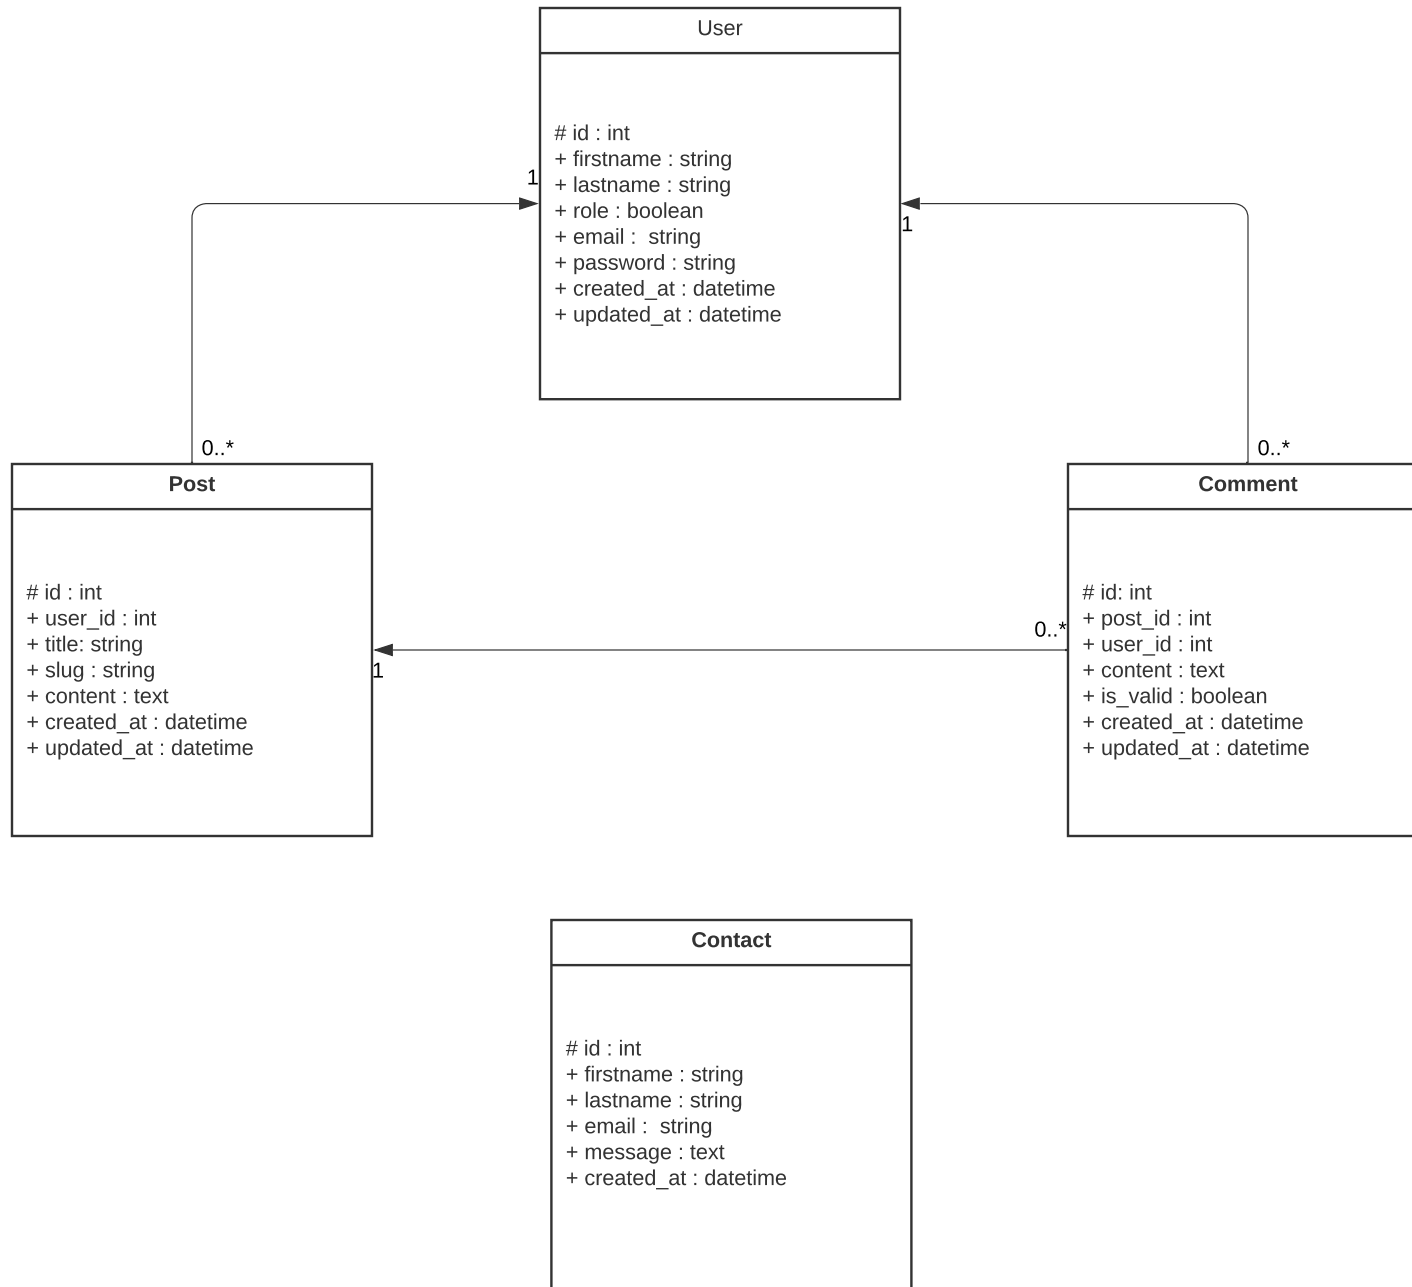 User
# id : int
+ firstname : string
+ lastname : string
+ role : boolean
+ email :  string
+ password : string
+ created_at : datetime
+ updated_at : datetime
1
1
0..*
0..*
Post
# id : int
+ user_id : int
+ title: string
+ slug : string
+ content : text
+ created_at : datetime
+ updated_at : datetime
1
0..*
Comment
# id: int
+ post_id : int
+ user_id : int
+ content : text
+ is_valid : boolean
+ created_at : datetime
+ updated_at : datetime
Contact
# id : int
+ firstname : string
+ lastname : string
+ email :  string
+ message : text
+ created_at : datetime